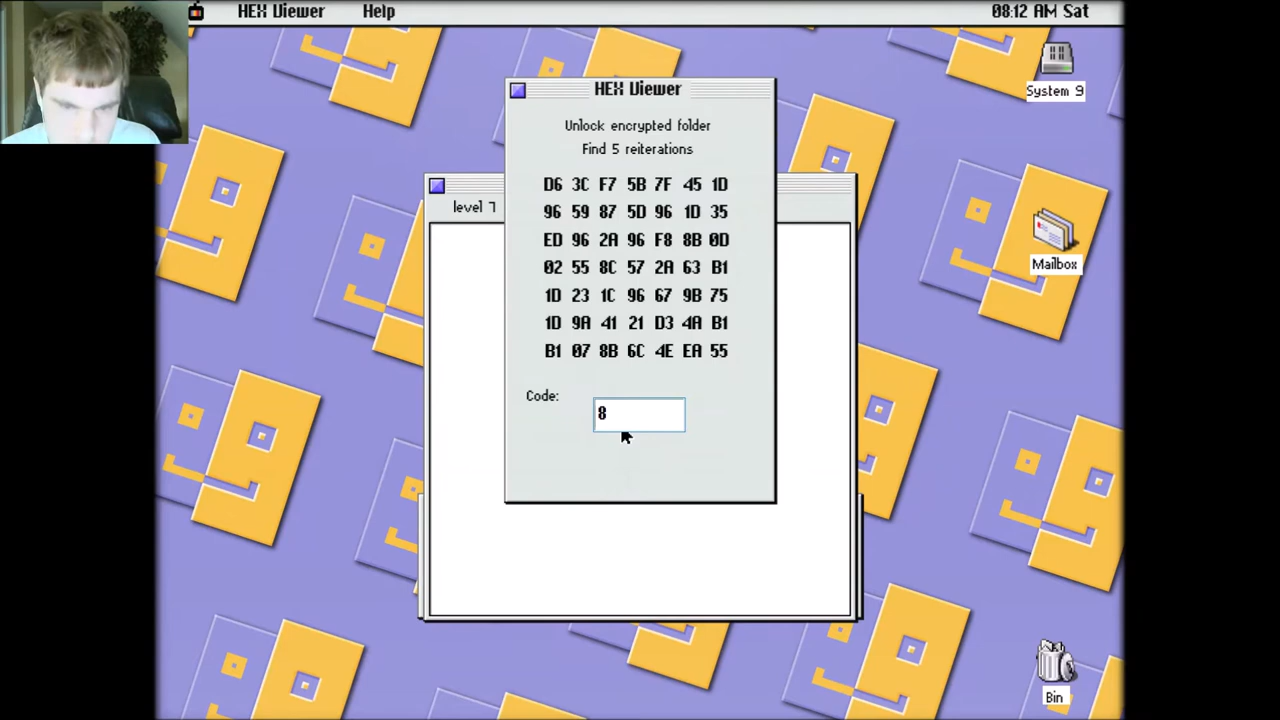 HEX Viewer Help 08:12 AM Sat
System 9
HEX Viewer
Unlock encrypted folder
Find 5 reiterations
D6 3C F7 5B 7F 45 1D
96 59 87 5D 96 1D 35
ED 96 2A 96 F8 8B 0D
02 55 8C 57 2A 63 B1
1D 23 1C 96 67 9B 75
1D 9A 41 21 D3 4A B1
B1 07 8B 6C 4E EA 55
Code:
8
level 7
Mailbox
Bin